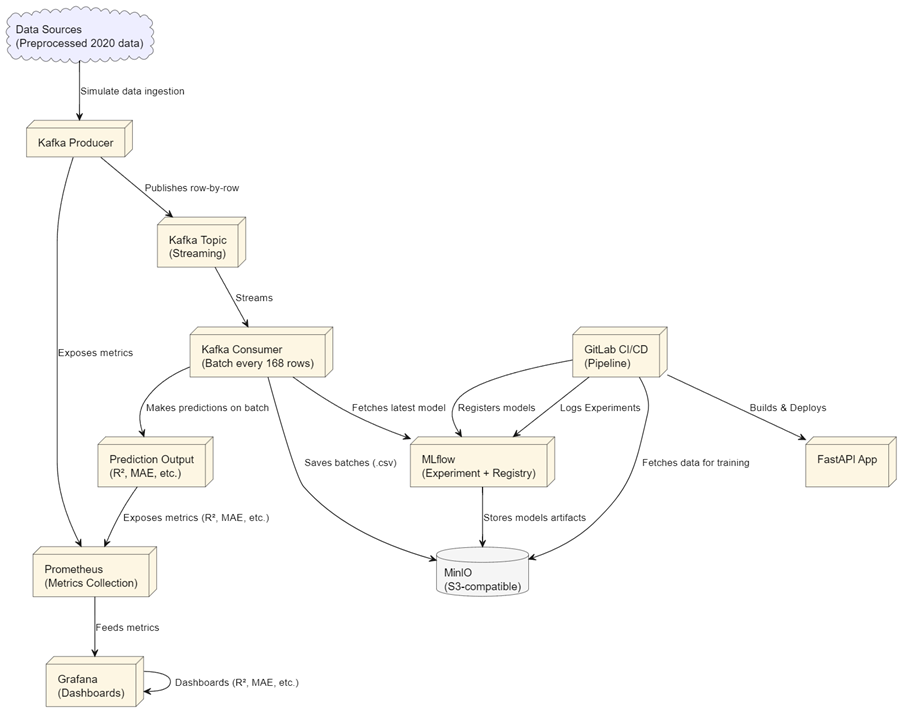 Data Sources
(Preprocessed 2020 data)
Simulate data ingestion
Kafka Producer
Publishes row-by-row
Kafka Topic
(Streaming)
Streams
Exposes metrics
Kafka Consumer
(Batch every 168 rows)
GitLab CI/CD
(Pipeline)
Makes predictions on batch
Fetches latest model
Registers models
Logs Experiments
Builds & Deploys
Prediction Output
(R², MAE, etc.)
Saves batches (.csv)
MLflow
(Experiment + Registry)
Fetches data for training
FastAPI App
Exposes metrics (R², MAE, etc.)
Stores models artifacts
Prometheus
(Metrics Collection)
MinIO
(S3-compatible)
Feeds metrics
Grafana
(Dashboards)
Dashboards (R², MAE, etc.)